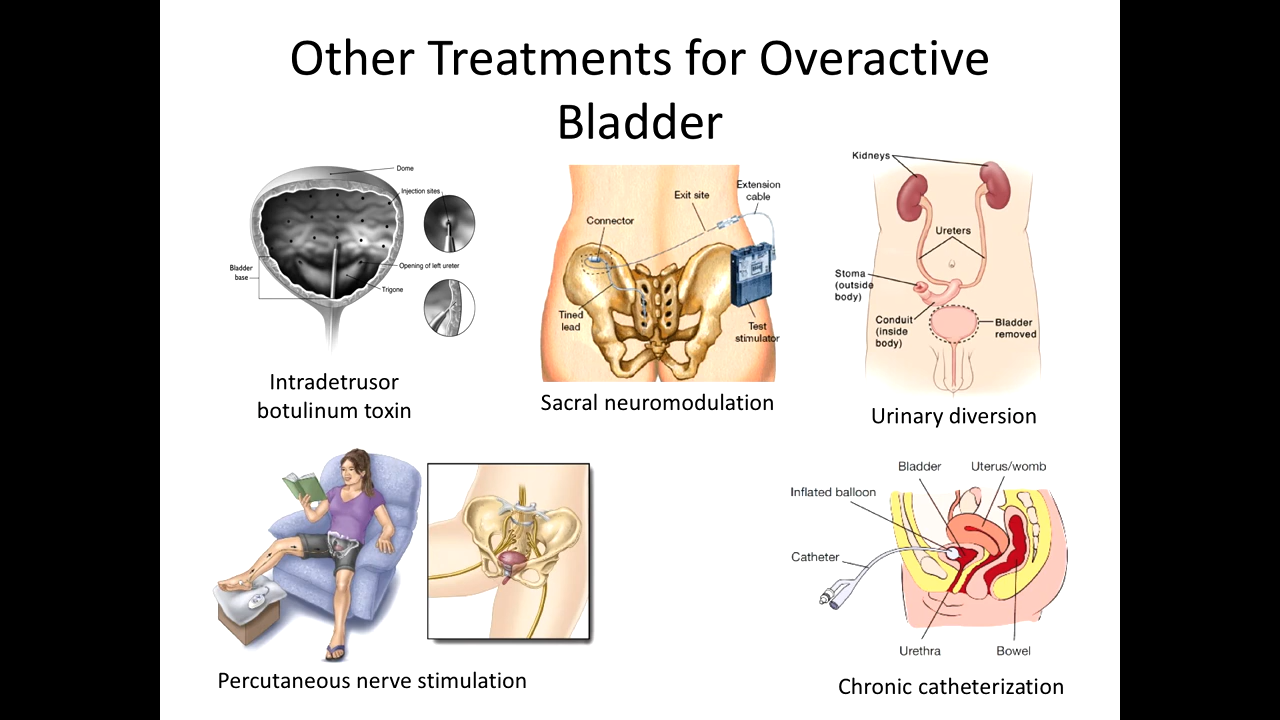 Other Treatments for Overactive
Bladder
Dome
Injection sites
Bladder
base
Opening of left ureter
Trigone
Intradetrusor
botulinum toxin
Extension
cable
Exit site
Connector
Tined
lead
Test
stimulator
Sacral neuromodulation
Kidneys
Ureters
Stoma
(outside
body)
Conduit
(inside
body)
Bladder
removed
Urinary diversion
Percutaneous nerve stimulation
Bladder
Uterus/womb
Inflated balloon
Catheter
Urethra
Bowel
Chronic catheterization